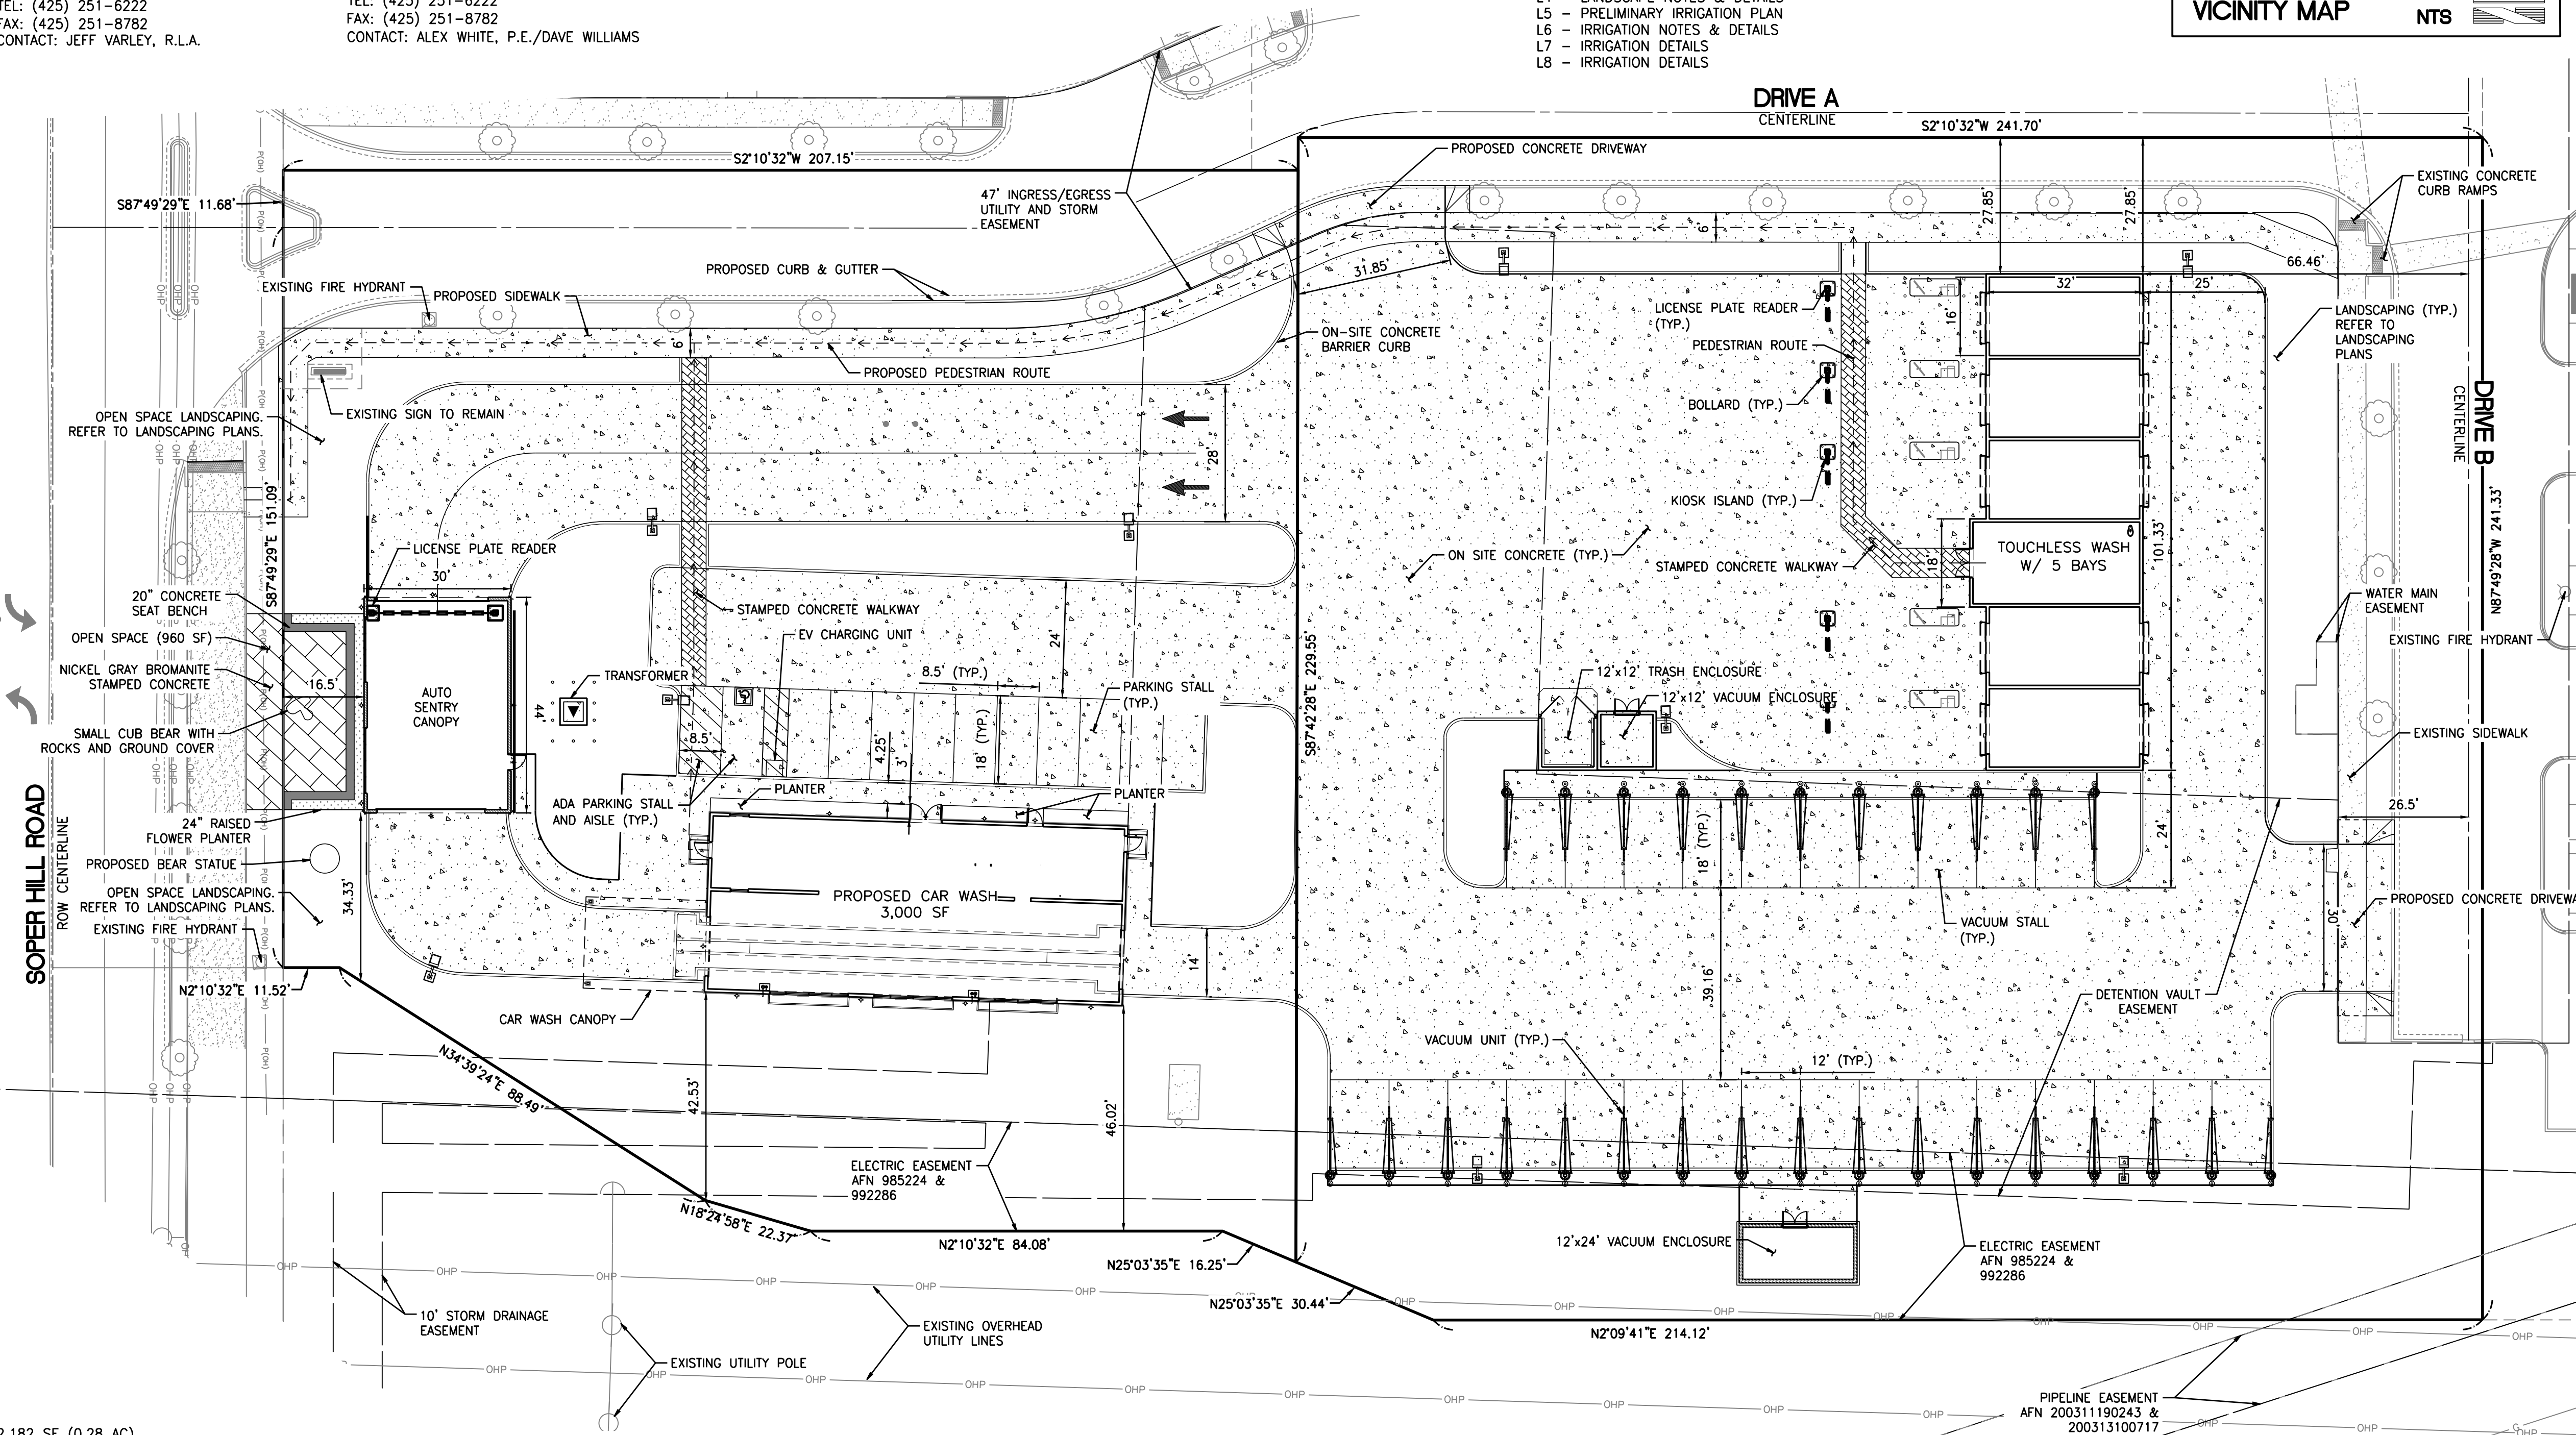 TEL: (425) 251-6222
FAX: (425) 251-8782
CONTACT: JEFF VARLEY, R.L.A.
TEL: (425) 251-6222
FAX: (425) 251-8782
CONTACT: ALEX WHITE, P.E./DAVE WILLIAMS
L5 - PRELIMINARY IRRIGATION PLAN
L6 - IRRIGATION NOTES & DETAILS
L7 - IRRIGATION DETAILS
L8 - IRRIGATION DETAILS
VICINITY MAP
NTS
DRIVE A
CENTERLINE
S2°10'32"W 241.70'
S2°10'32"W 207.15'
PROPOSED CONCRETE DRIVEWAY
S87°49'29"E 11.68'
47' INGRESS/EGRESS
UTILITY AND STORM
EASEMENT
EXISTING CONCRETE
CURB RAMPS
27.85'
27.85'
6'
PROPOSED CURB & GUTTER
31.85'
66.46'
EXISTING FIRE HYDRANT
PROPOSED SIDEWALK
32'
25'
LICENSE PLATE READER
(TYP.)
16'
LANDSCAPING (TYP.)
REFER TO
LANDSCAPING
PLANS
ON-SITE CONCRETE
BARRIER CURB
PEDESTRIAN ROUTE
6'
PROPOSED PEDESTRIAN ROUTE
EXISTING SIGN TO REMAIN
OPEN SPACE LANDSCAPING.
REFER TO LANDSCAPING PLANS.
BOLLARD (TYP.)
DRIVE B
CENTERLINE
28'
KIOSK ISLAND (TYP.)
S87°49'29"E 151.09'
N87°49'28"W 241.33'
LICENSE PLATE READER
30'
ON SITE CONCRETE (TYP.)
STAMPED CONCRETE WALKWAY
18'
TOUCHLESS WASH
W/ 5 BAYS
101.33'
20" CONCRETE
SEAT BENCH
STAMPED CONCRETE WALKWAY
WATER MAIN
EASEMENT
OPEN SPACE (960 SF)
EV CHARGING UNIT
24'
EXISTING FIRE HYDRANT
NICKEL GRAY BROMANITE
STAMPED CONCRETE
16.5'
TRANSFORMER
8.5' (TYP.)
PARKING STALL
(TYP.)
S87°42'28"E 229.55'
12'x12' TRASH ENCLOSURE
12'x12' VACUUM ENCLOSURE
AUTO
SENTRY
CANOPY
44'
SMALL CUB BEAR WITH
ROCKS AND GROUND COVER
8.5'
4.25'
3'
18' (TYP.)
EXISTING SIDEWALK
SOPER HILL ROAD
ROW CENTERLINE
PLANTER
PLANTER
ADA PARKING STALL
AND AISLE (TYP.)
26.5'
24" RAISED
FLOWER PLANTER
24'
18' (TYP.)
PROPOSED BEAR STATUE
34.33'
OPEN SPACE LANDSCAPING.
REFER TO LANDSCAPING PLANS.
PROPOSED CAR WASH
3,000 SF
PROPOSED CONCRETE DRIVEWA
30'
EXISTING FIRE HYDRANT
VACUUM STALL
(TYP.)
14'
N2°10'32"E 11.52'
39.16'
DETENTION VAULT
EASEMENT
CAR WASH CANOPY
VACUUM UNIT (TYP.)
12' (TYP.)
N34°39'24"E 88.49'
42.53'
46.02'
ELECTRIC EASEMENT
AFN 985224 &
992286
N18°24'58"E 22.37'
N2°10'32"E 84.08'
N25°03'35"E 16.25'
12'x24' VACUUM ENCLOSURE
ELECTRIC EASEMENT
AFN 985224 &
992286
N25°03'35"E 30.44'
10' STORM DRAINAGE
EASEMENT
EXISTING OVERHEAD
UTILITY LINES
N2°09'41"E 214.12'
EXISTING UTILITY POLE
PIPELINE EASEMENT
AFN 200311190243 &
200313100717
OHP
P(OH)